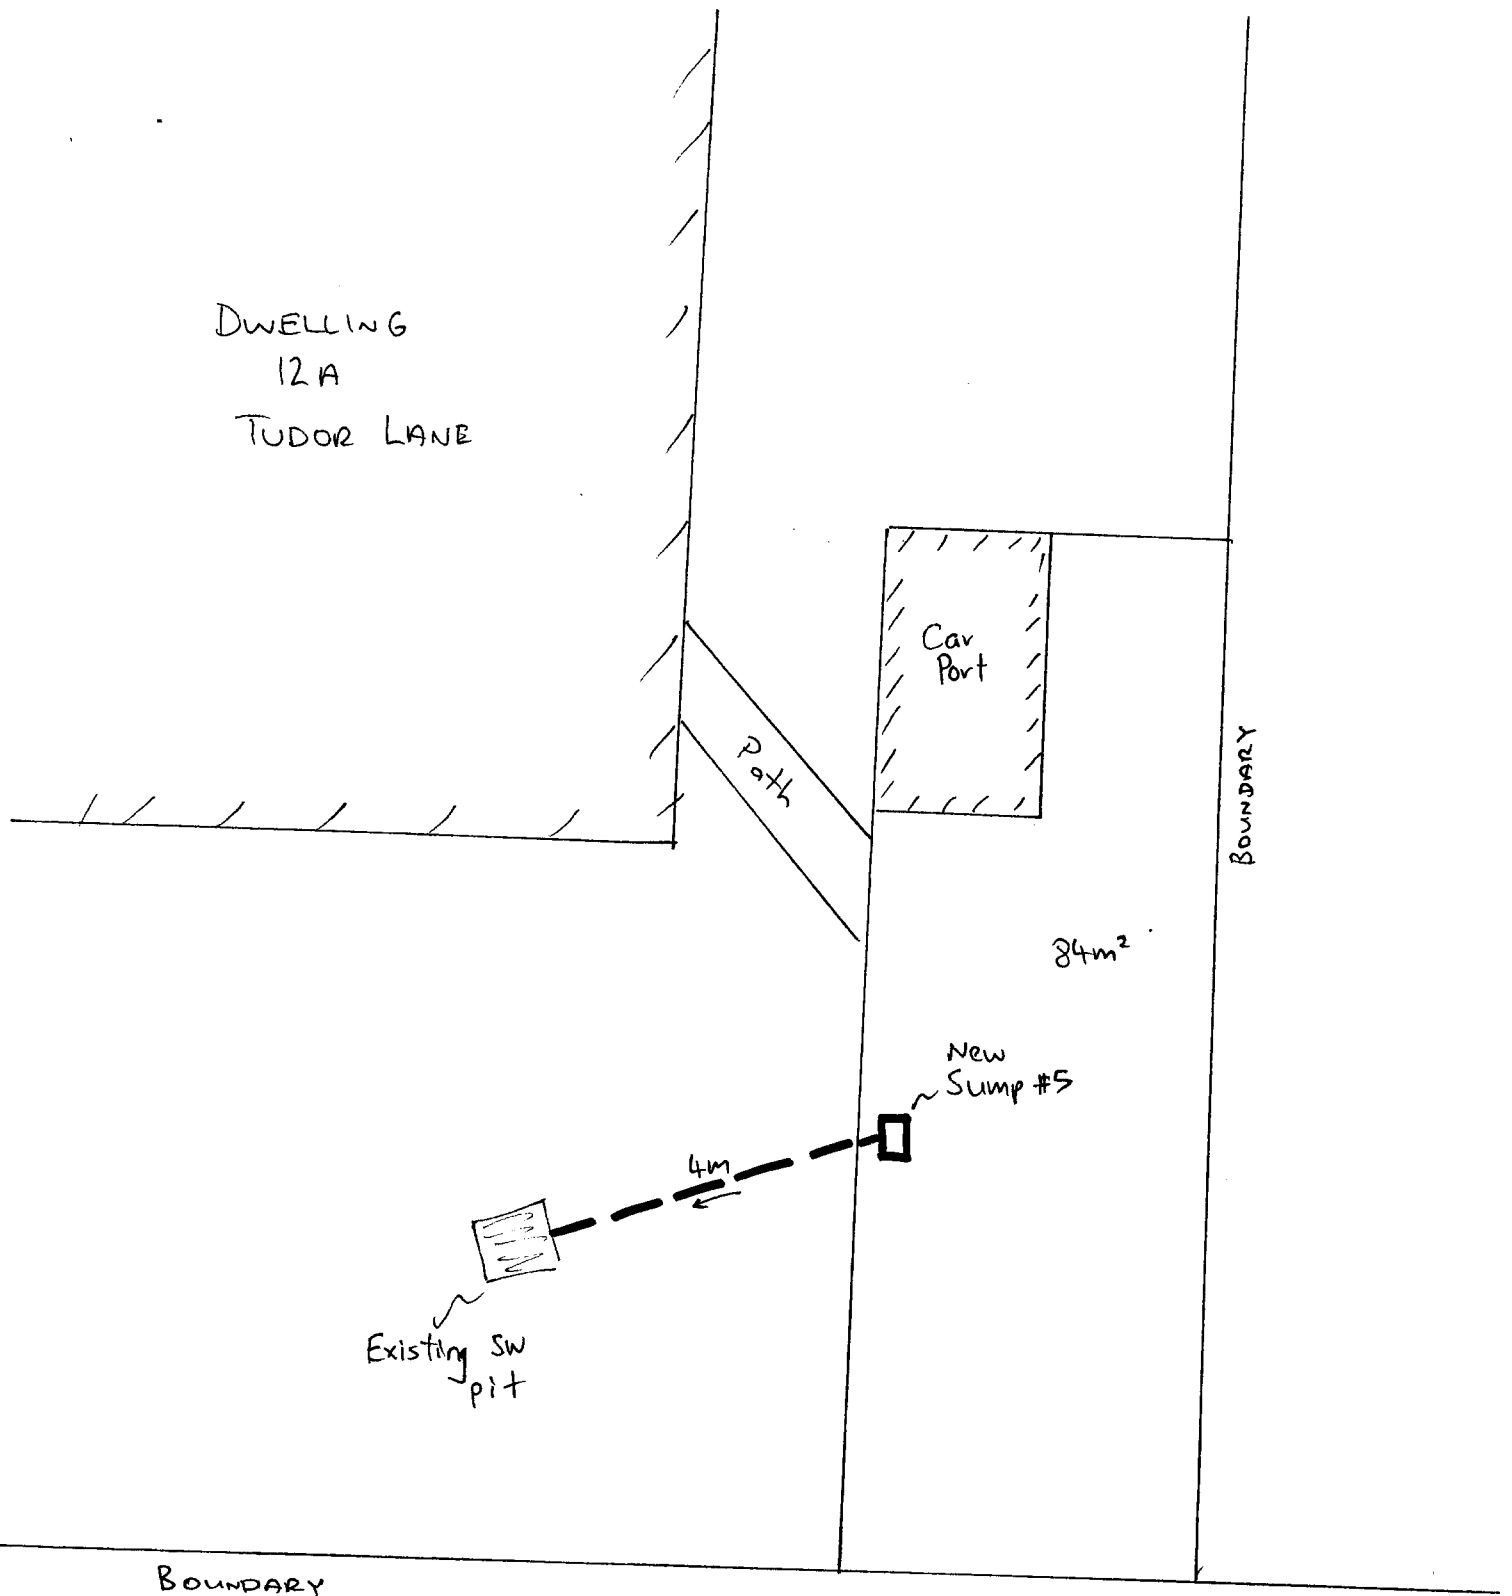 DWELLING
12A
TUDOR LANE
Car
Port
Path
BOUNDARY
84m²
New
Sump #5
4m
Existing SW
pit
BOUNDARY